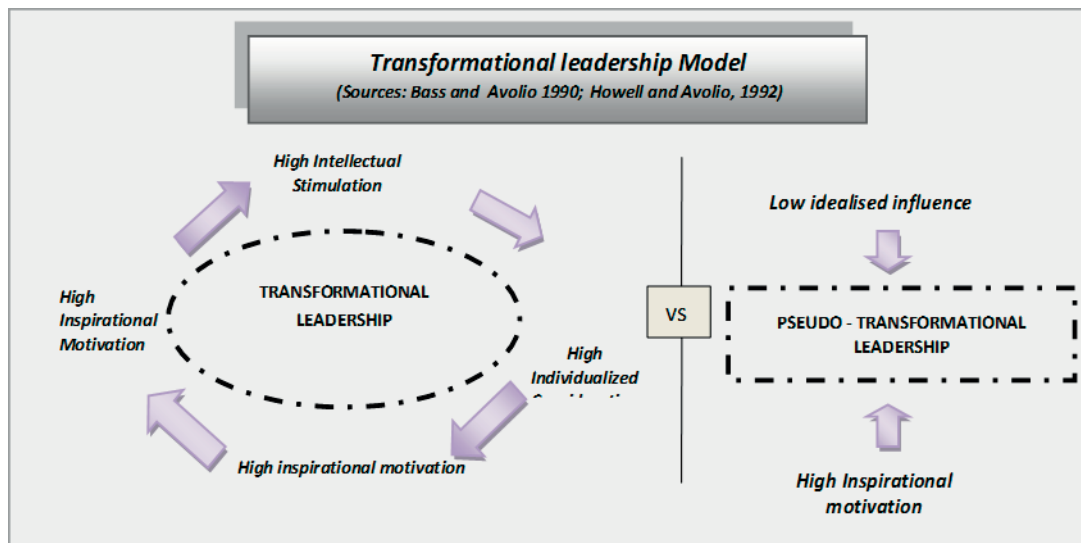 Transformational leadership Model
(Sources: Bass and Avolio 1990; Howell and Avolio, 1992)
High Intellectual
Stimulation
High
Inspirational
Motivation
TRANSFORMATIONAL
LEADERSHIP
High
Individualized
High inspirational motivation
VS
Low idealised influence
PSEUDO - TRANSFORMATIONAL
LEADERSHIP
High Inspirational
motivation